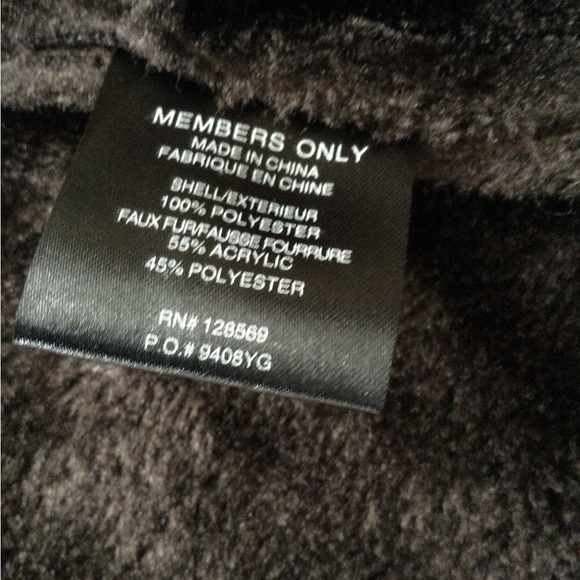 MEMBERS ONLY
MADE IN CHINA
FABRIQUE EN CHINE
SHELL/EXTERIEUR
100% POLYESTER
FAUX FUR/FAUSSE FOURRURE
55% ACRYLIC
45% POLYESTER
RN# 128569
P.O.# 9408YG